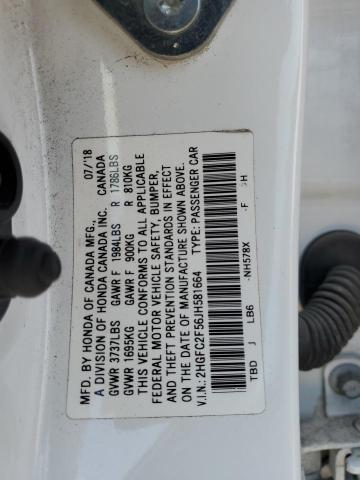 MFD. BY HONDA OF CANADA MFG., 07/'18
A DIVISION OF HONDA CANADA INC. CANADA
GVWR 3737LBS GAWR F 1984LBS R 1786LBS
GVWR 1695KG GAWR F 900KG R 810KG
THIS VEHICLE CONFORMS TO ALL APPLICABLE
FEDERAL MOTOR VEHICLE SAFETY, BUMPER,
AND THEFT PREVENTION STANDARDS IN EFFECT
ON THE DATE OF MANUFACTURE SHOWN ABOVE.
V.I.N.: 2HGFC2F56JH581664 TYPE: PASSENGER CAR
-NH578X -F H
TBD J LB6